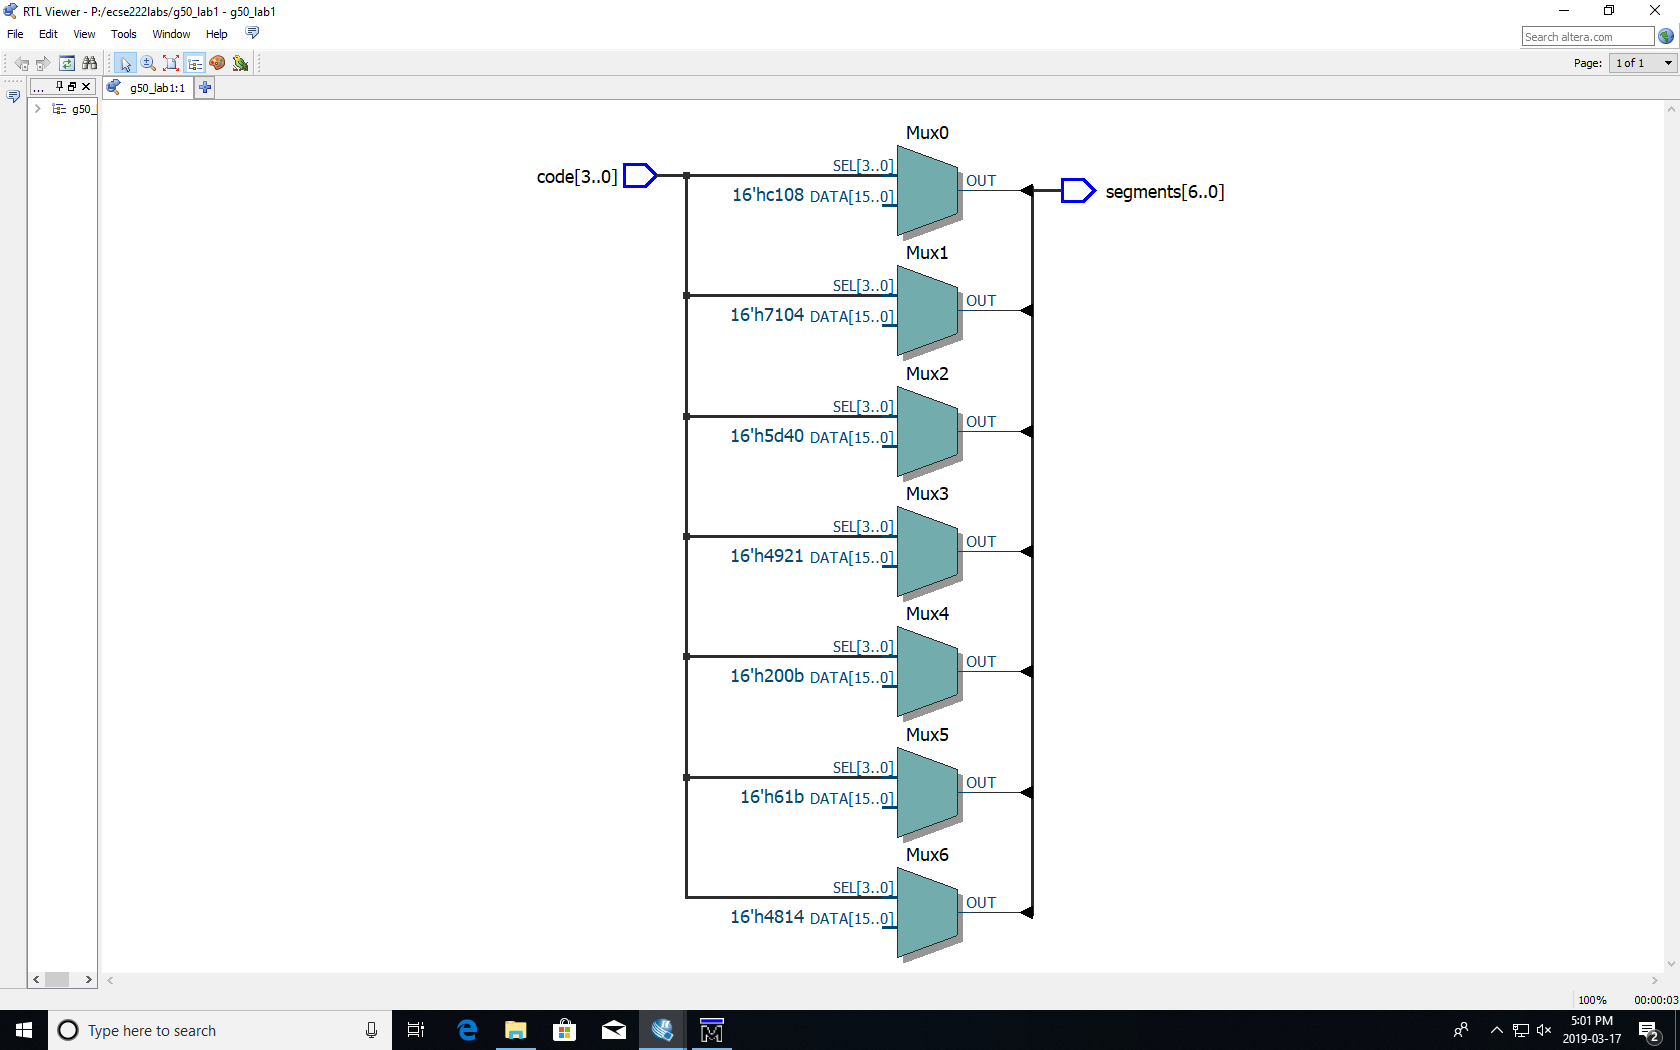 RTL Viewer - P:/ecse222labs/g50_lab1 - g50_lab1
File Edit View Tools Window Help
Search altera.com
Page: 1 of 1
...
g50_lab1:1
g50_
Mux0
code[3..0]
SEL[3..0]
OUT
16'hc108 DATA[15..0]
segments[6..0]
Mux1
SEL[3..0]
OUT
16'h7104 DATA[15..0]
Mux2
SEL[3..0]
OUT
16'h5d40 DATA[15..0]
Mux3
SEL[3..0]
OUT
16'h4921 DATA[15..0]
Mux4
SEL[3..0]
OUT
16'h200b DATA[15..0]
Mux5
SEL[3..0]
OUT
16'h61b DATA[15..0]
Mux6
SEL[3..0]
OUT
16'h4814 DATA[15..0]
100% 00:00:03
Type here to search
5:01 PM
2019-03-17
2